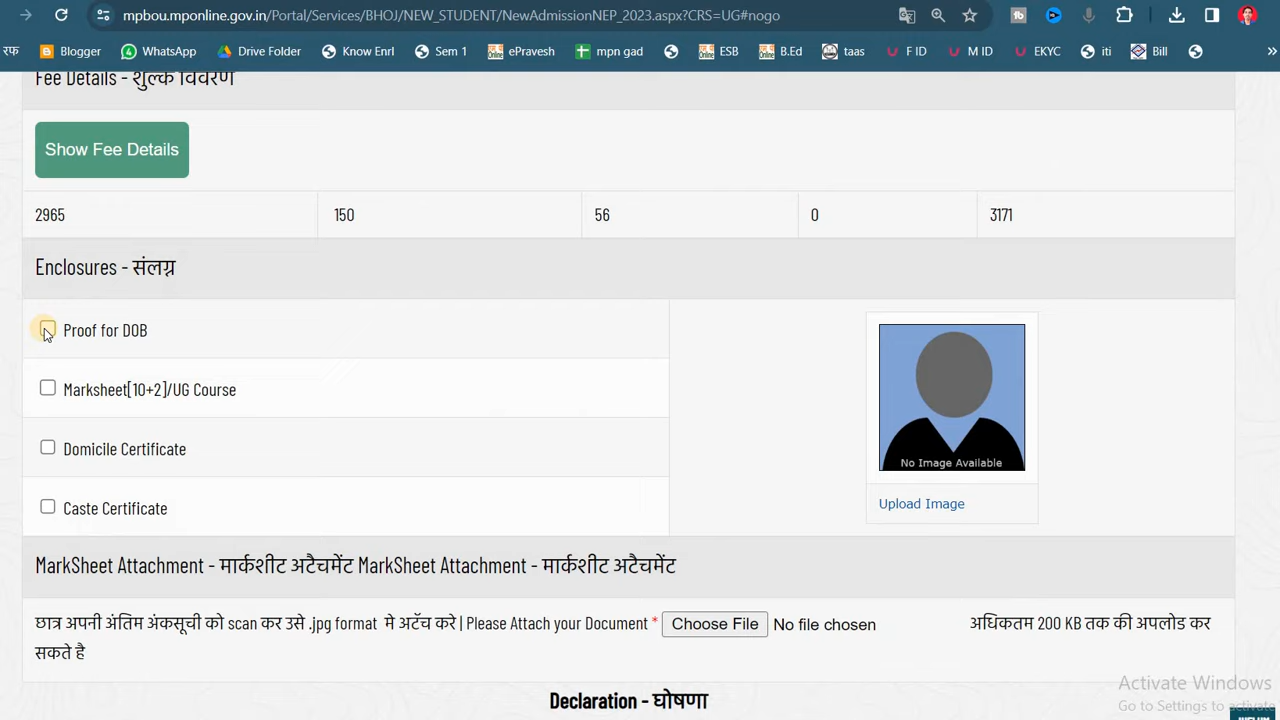 mpbou.mponline.gov.in/Portal/Services/BHOJ/NEW_STUDENT/NewAdmissionNEP_2023.aspx?CRS=UG#nogo
रफ Blogger WhatsApp Drive Folder Know Enrl Sem 1 ePravesh mpn gad ESB B.Ed taas F ID M ID EKYC iti Bill »
Fee Details - शुल्क विवरण
Show Fee Details
2965 150 56 0 3171
Enclosures - संलग्न
Proof for DOB
Marksheet[10+2]/UG Course
Domicile Certificate
Caste Certificate
No Image Available
Upload Image
MarkSheet Attachment - मार्कशीट अटैचमेंट MarkSheet Attachment - मार्कशीट अटैचमेंट
छात्र अपनी अंतिम अंकसूची को scan कर उसे .jpg format मे अटॅच करे | Please Attach your Document * Choose File No file chosen अधिकतम 200 KB तक की अपलोड कर
सकते है
Declaration - घोषणा
Activate Windows
Go to Settings to activate